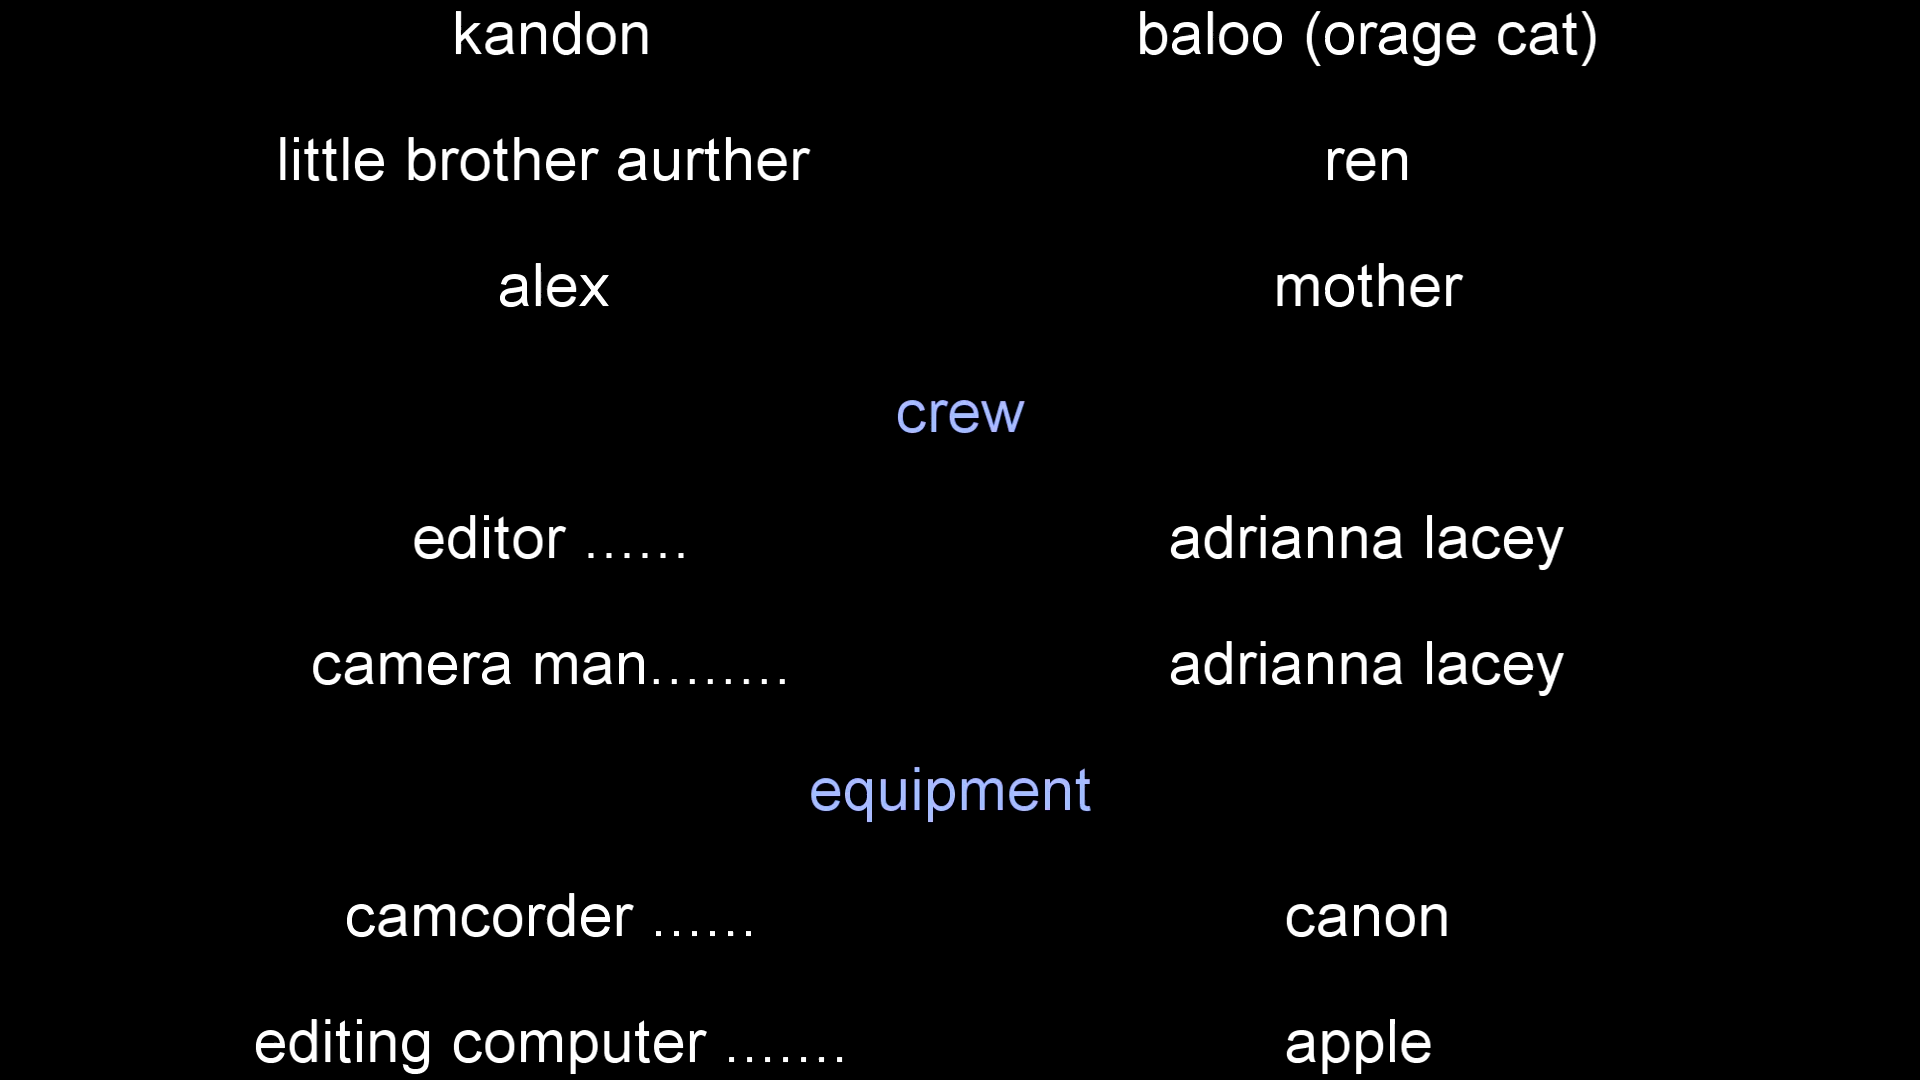 kandon baloo (orage cat)
little brother aurther ren
alex mother
crew
editor ...... adrianna lacey
camera man........ adrianna lacey
equipment
camcorder ...... canon
editing computer ....... apple